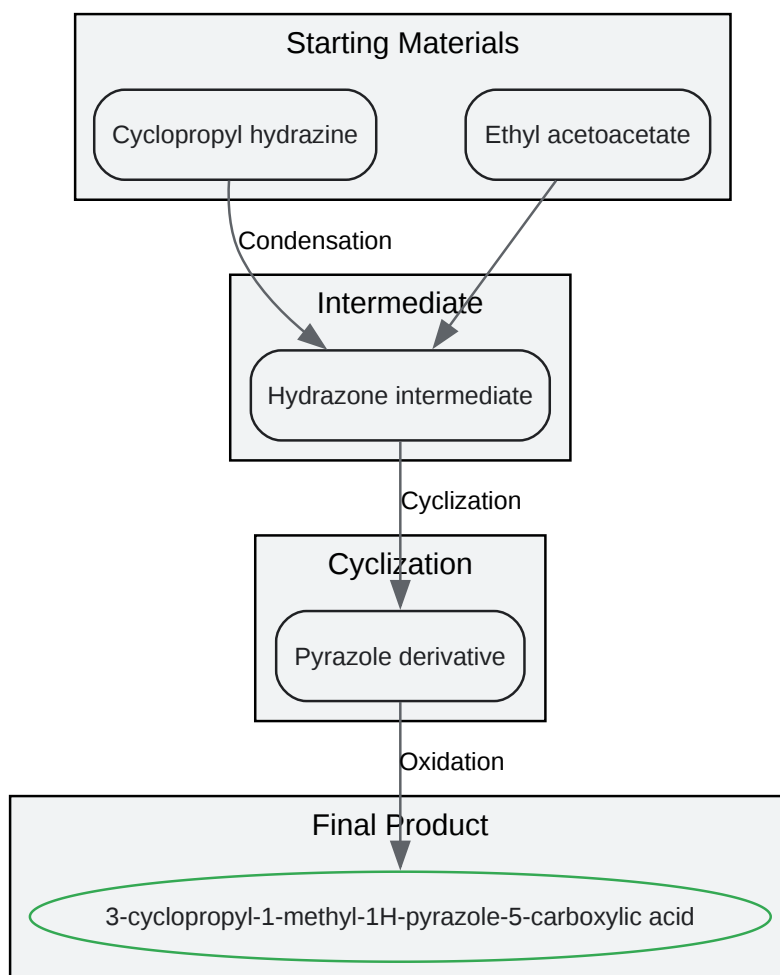 Starting Materials
Cyclopropyl hydrazine
Ethyl acetoacetate
Condensation
Intermediate
Hydrazone intermediate
Cyclization
Cyclization
Pyrazole derivative
Oxidation
Final Product
3-cyclopropyl-1-methyl-1H-pyrazole-5-carboxylic acid